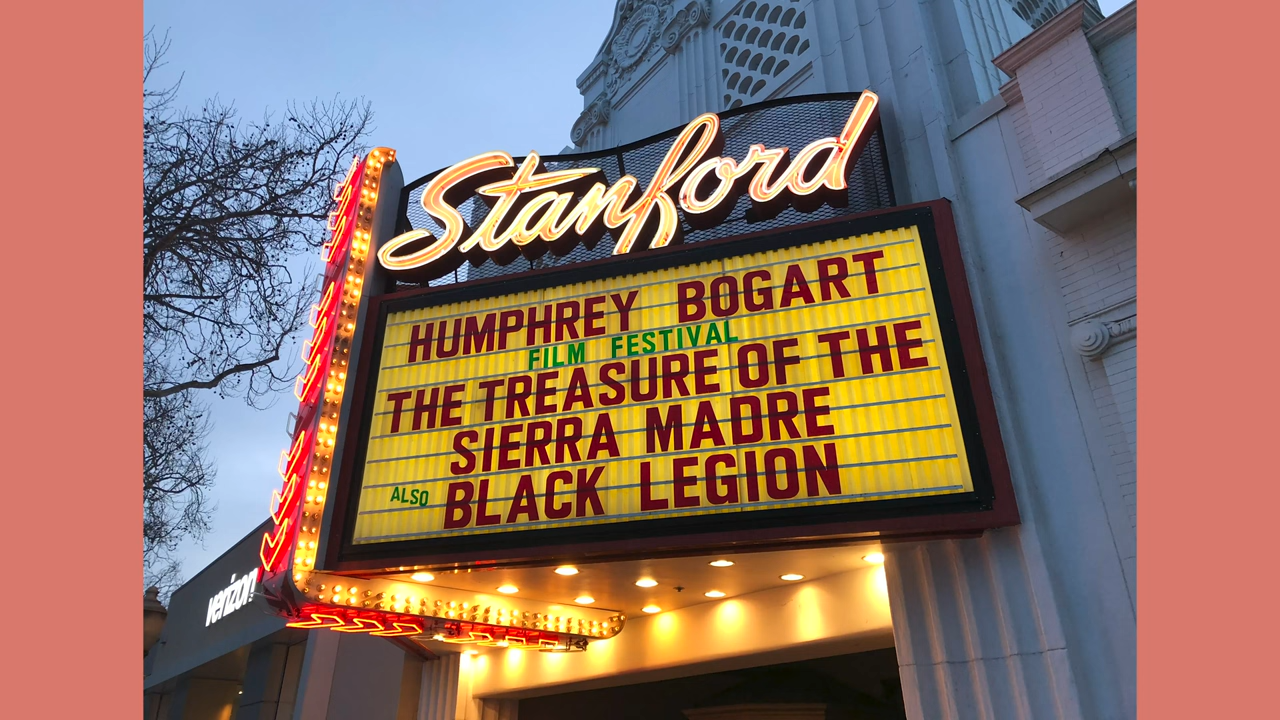 Stanford
HUMPHREY BOGART
FILM FESTIVAL
THE TREASURE OF THE
SIERRA MADRE
ALSO BLACK LEGION
verizon